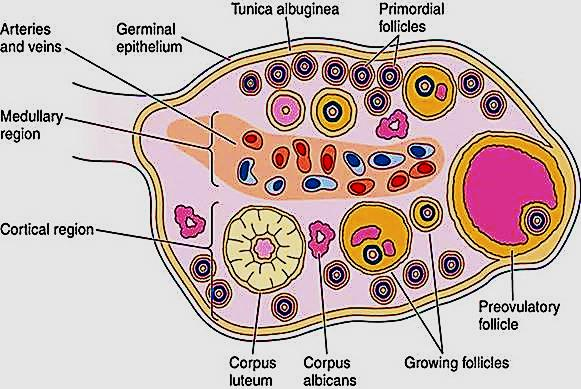 Tunica albuginea
Primordial
follicles
Arteries
and veins
Germinal
epithelium
Medullary
region
Cortical region
Preovulatory
follicle
Corpus
luteum
Corpus
albicans
Growing follicles